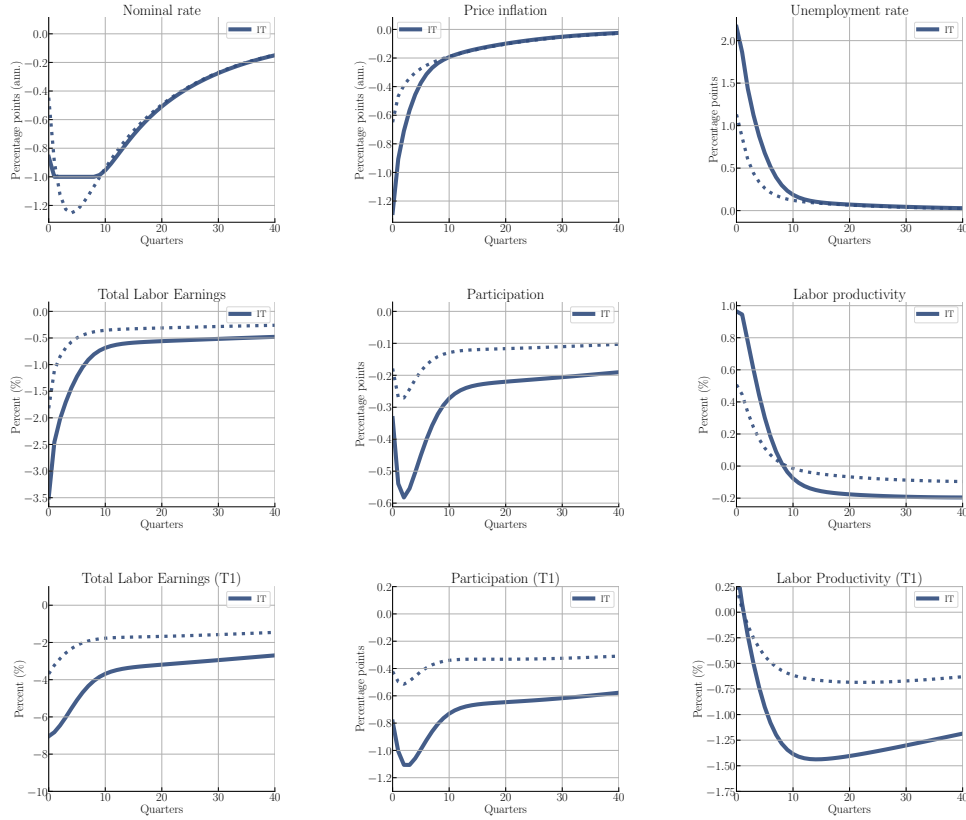 Nominal rate
IT
Percentage points (ann.)
0.0
−0.2
−0.4
−0.6
−0.8
−1.0
−1.2
0 10 20 30 40
Quarters
Price inflation
IT
Percentage points (ann.)
0.0
−0.2
−0.4
−0.6
−0.8
−1.0
−1.2
0 10 20 30 40
Quarters
Unemployment rate
IT
Percentage points
2.0
1.5
1.0
0.5
0.0
0 10 20 30 40
Quarters
Total Labor Earnings
IT
Percent (%)
0.0
−0.5
−1.0
−1.5
−2.0
−2.5
−3.0
−3.5
0 10 20 30 40
Quarters
Participation
IT
Percentage points
0.0
−0.1
−0.2
−0.3
−0.4
−0.5
−0.6
0 10 20 30 40
Quarters
Labor productivity
IT
Percent (%)
1.0
0.8
0.6
0.4
0.2
0.0
−0.2
0 10 20 30 40
Quarters
Total Labor Earnings (T1)
IT
Percent (%)
0
−2
−4
−6
−8
−10
0 10 20 30 40
Quarters
Participation (T1)
IT
Percentage points
0.2
0.0
−0.2
−0.4
−0.6
−0.8
−1.0
−1.2
0 10 20 30 40
Quarters
Labor Productivity (T1)
IT
Percent (%)
0.25
0.00
−0.25
−0.50
−0.75
−1.00
−1.25
−1.50
−1.75
0 10 20 30 40
Quarters